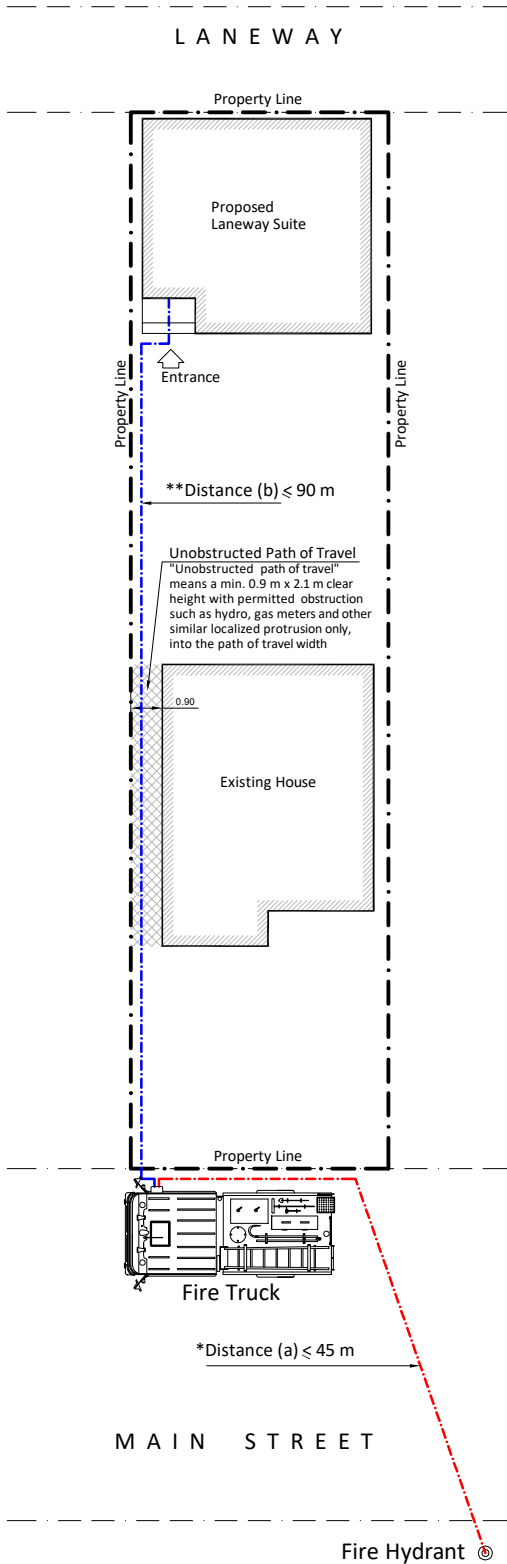 LANEWAY
Property Line
Proposed
Laneway Suite
Entrance
Property Line
Property Line
**Distance (b) ⩽ 90 m
Unobstructed Path of Travel
"Unobstructed path of travel"
means a min. 0.9 m x 2.1 m clear
height with permitted obstruction
such as hydro, gas meters and other
similar localized protrusion only,
into the path of travel width
0.90
Existing House
Property Line
Fire Truck
*Distance (a) ⩽ 45 m
MAIN STREET
Fire Hydrant